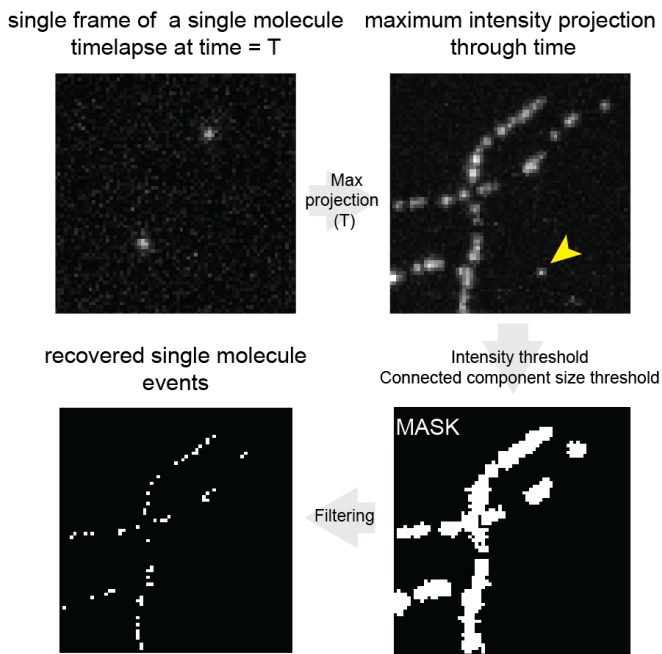 single frame of a single molecule
timelapse at time = T
maximum intensity projection
through time
Max
projection
(T)
Intensity threshold
Connected component size threshold
recovered single molecule
events
MASK
Filtering